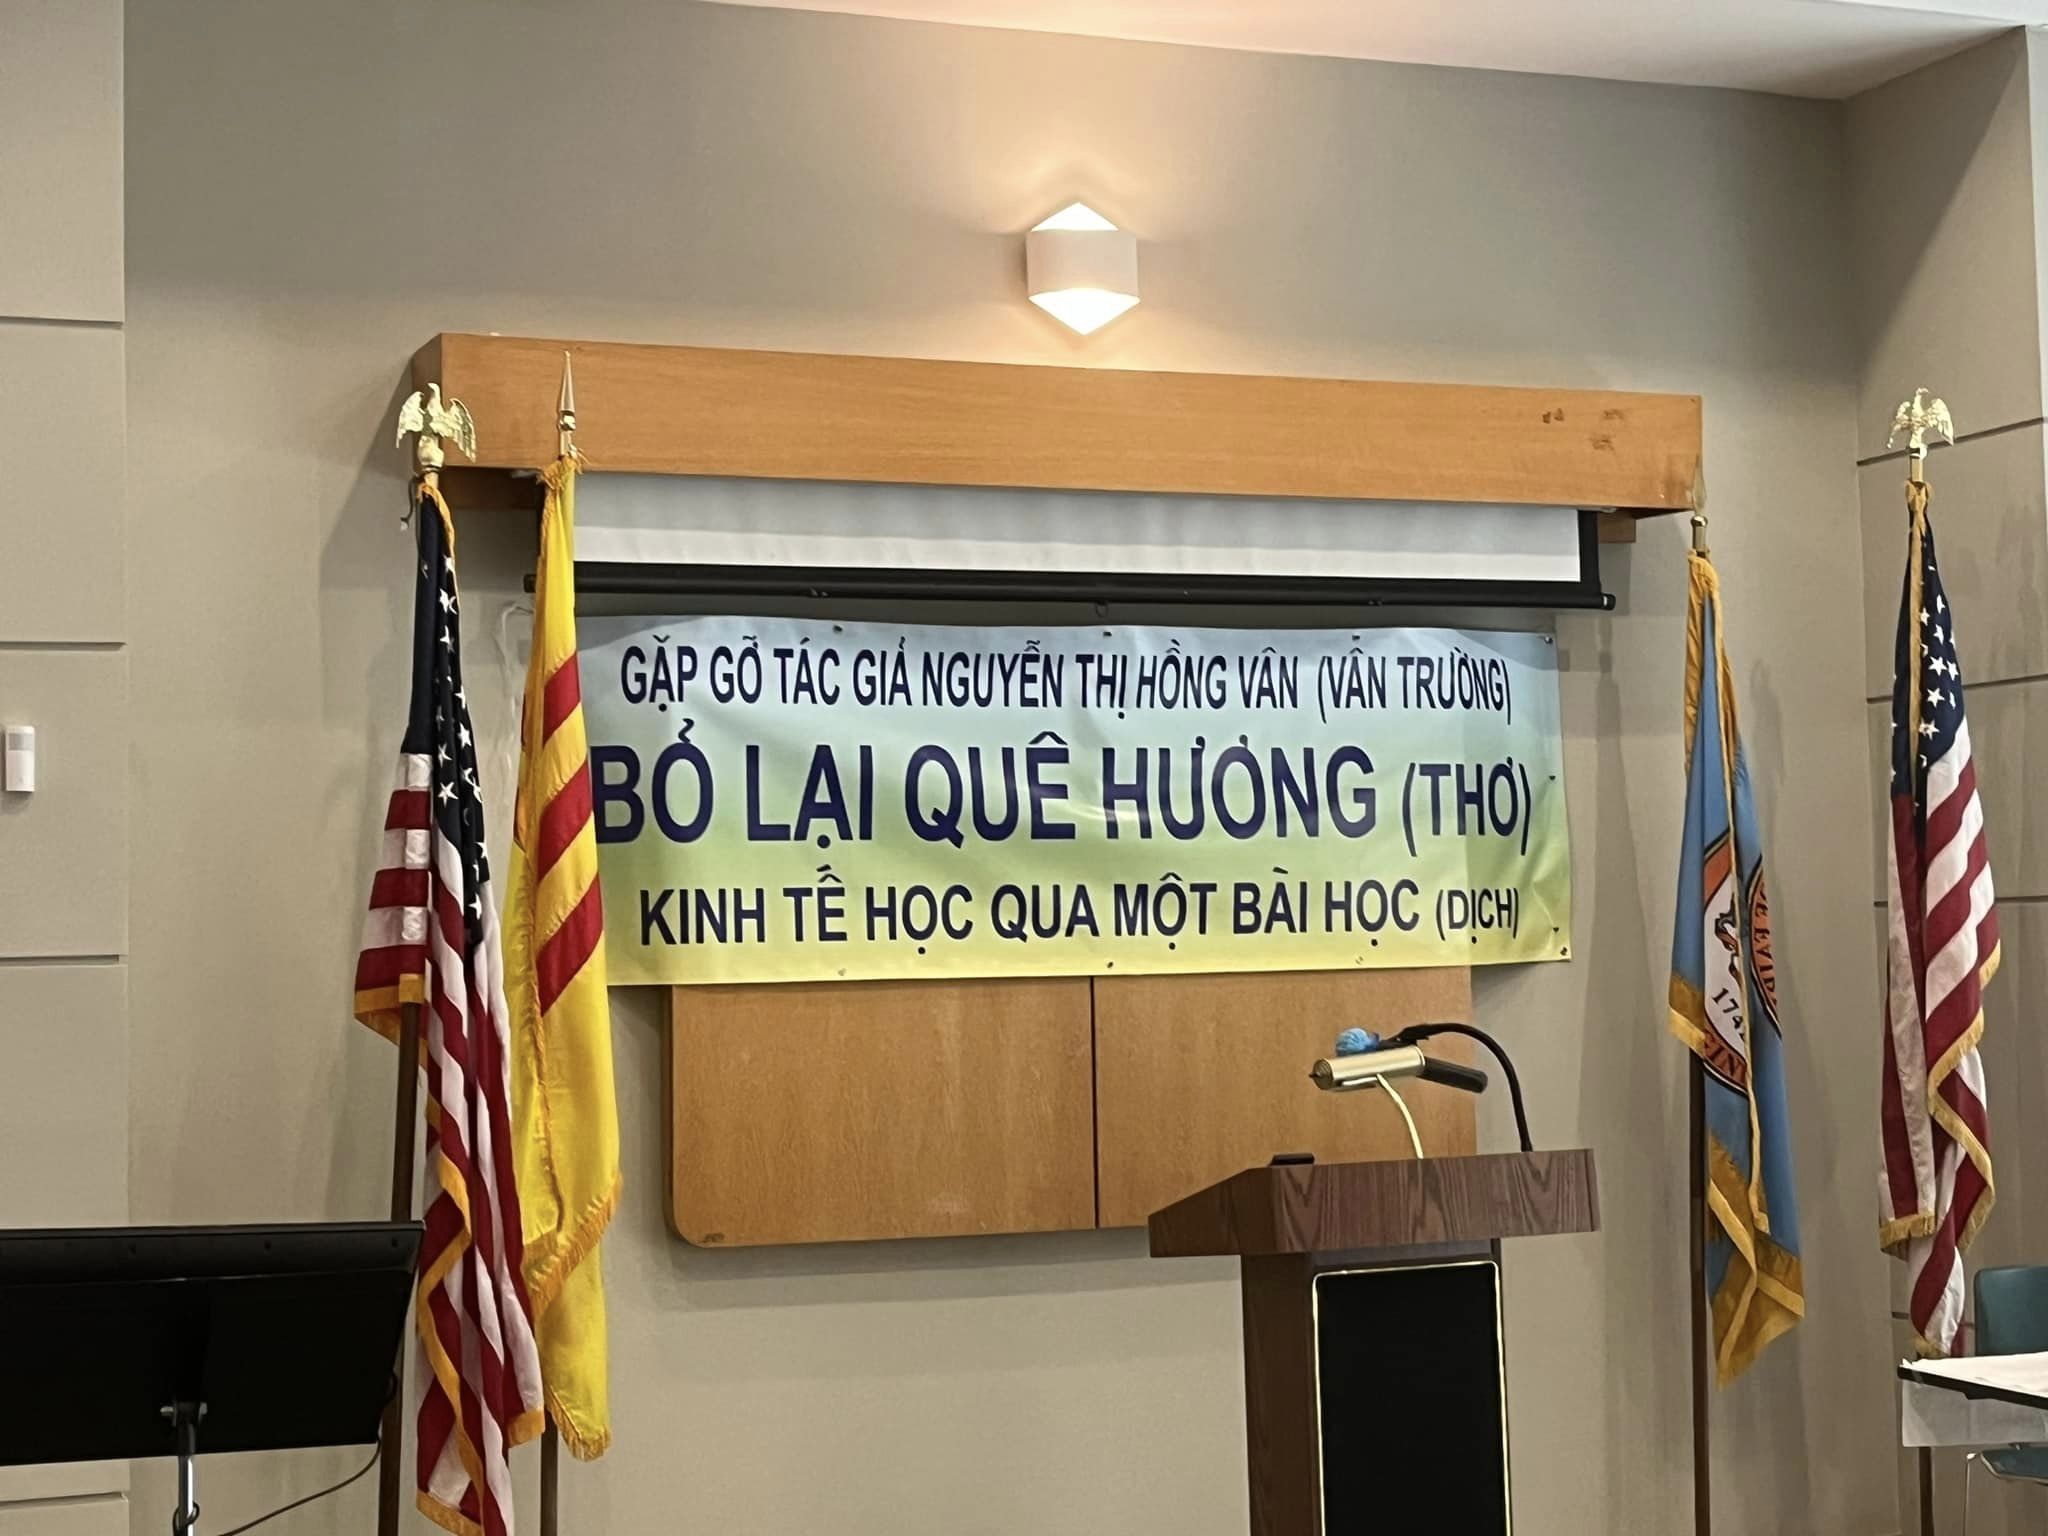 GẶP GỠ TÁC GIẢ NGUYỄN THỊ HỒNG VÂN (VÂN TRƯỜNG)
BỎ LẠI QUÊ HƯƠNG (THƠ)
KINH TẾ HỌC QUA MỘT BÀI HỌC (DỊCH)